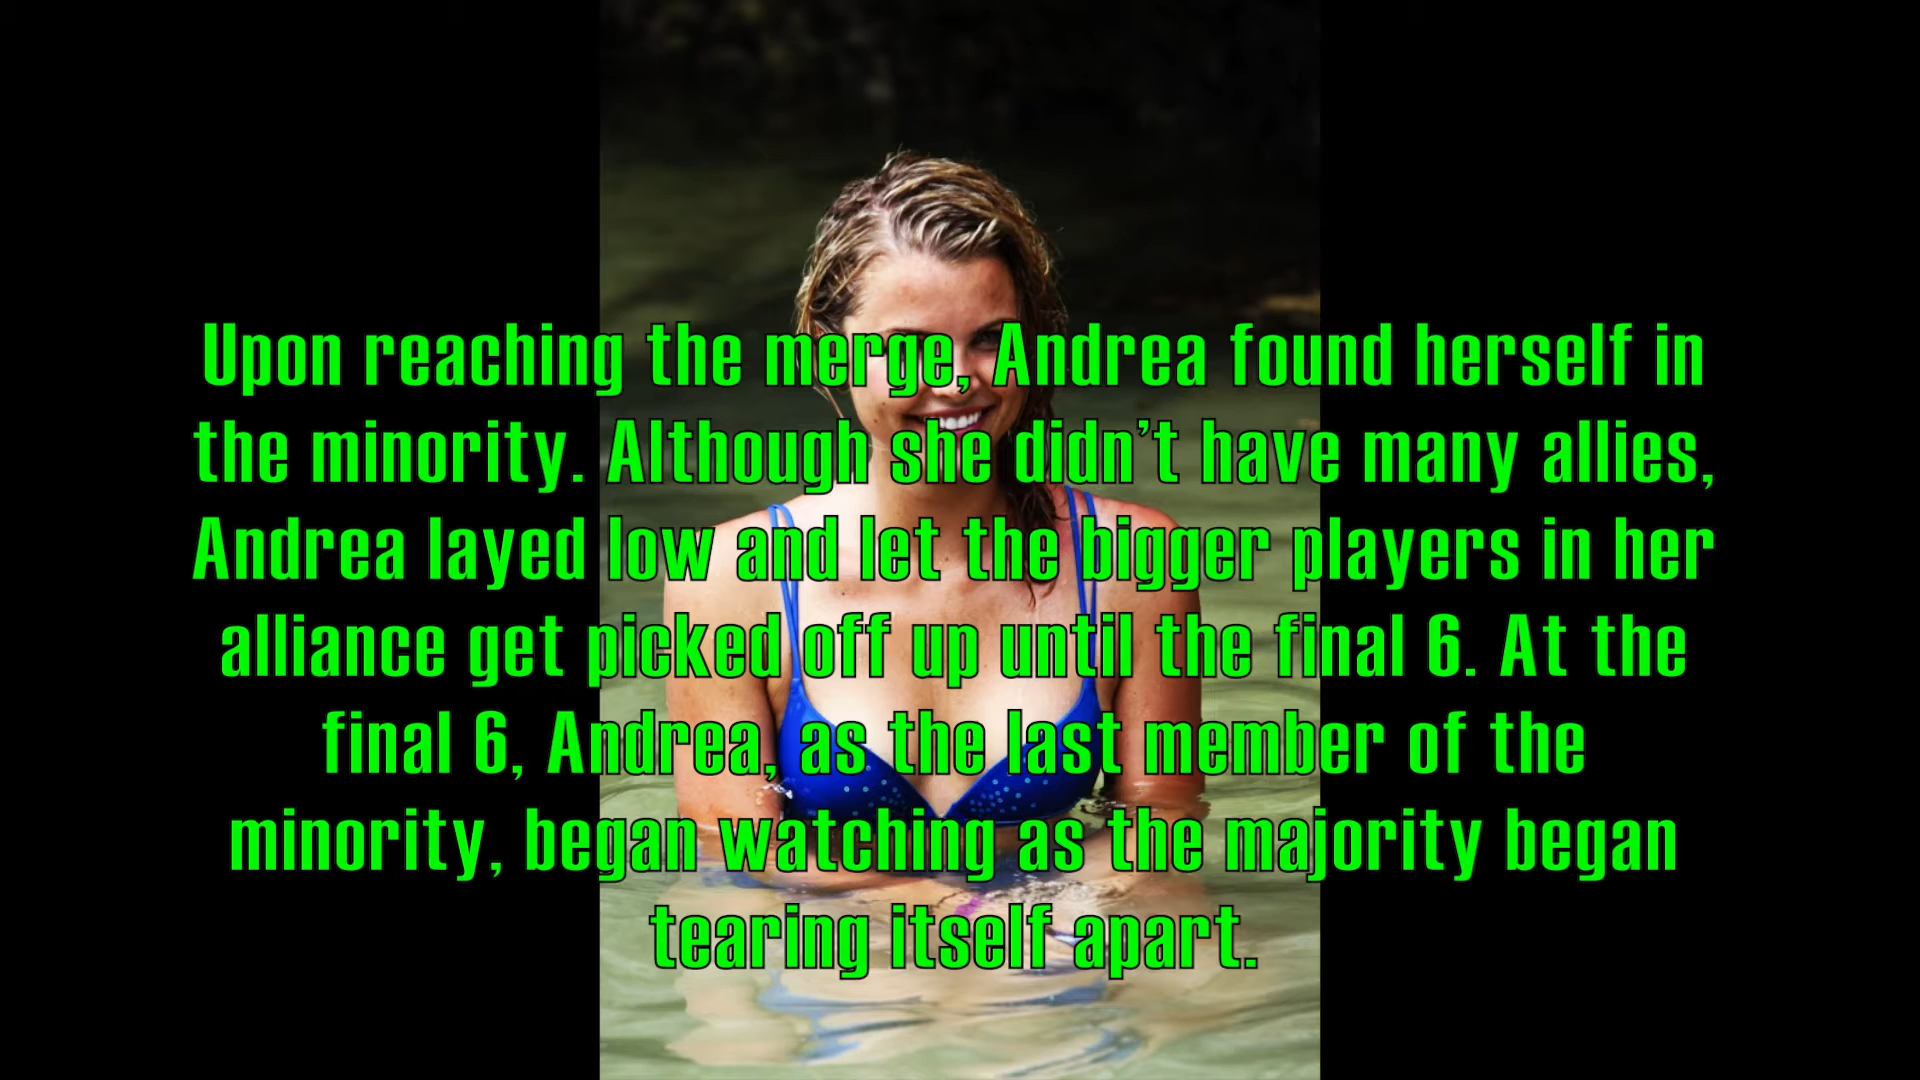 Upon reaching the merge, Andrea found herself in
the minority. Although she didn’t have many allies,
Andrea layed low and let the bigger players in her
alliance get picked off up until the final 6. At the
final 6, Andrea, as the last member of the
minority, began watching as the majority began
tearing itself apart.